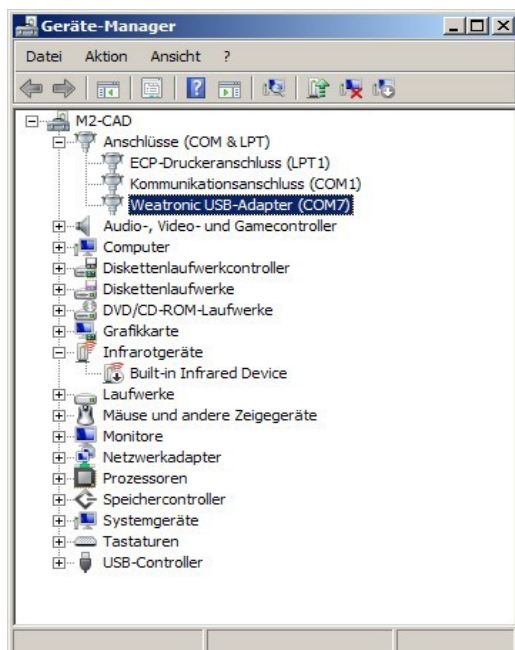 Geräte-Manager
Datei Aktion Ansicht ?
M2-CAD
Anschlüsse (COM & LPT)
ECP-Druckeranschluss (LPT1)
Kommunikationsanschluss (COM1)
Weatronic USB-Adapter (COM7)
Audio-, Video- und Gamecontroller
Computer
Diskettenlaufwerkcontroller
Diskettenlaufwerke
DVD/CD-ROM-Laufwerke
Grafikkarte
Infrarotgeräte
Built-in Infrared Device
Laufwerke
Mäuse und andere Zeigegeräte
Monitore
Netzwerkadapter
Prozessoren
Speichercontroller
Systemgeräte
Tastaturen
USB-Controller